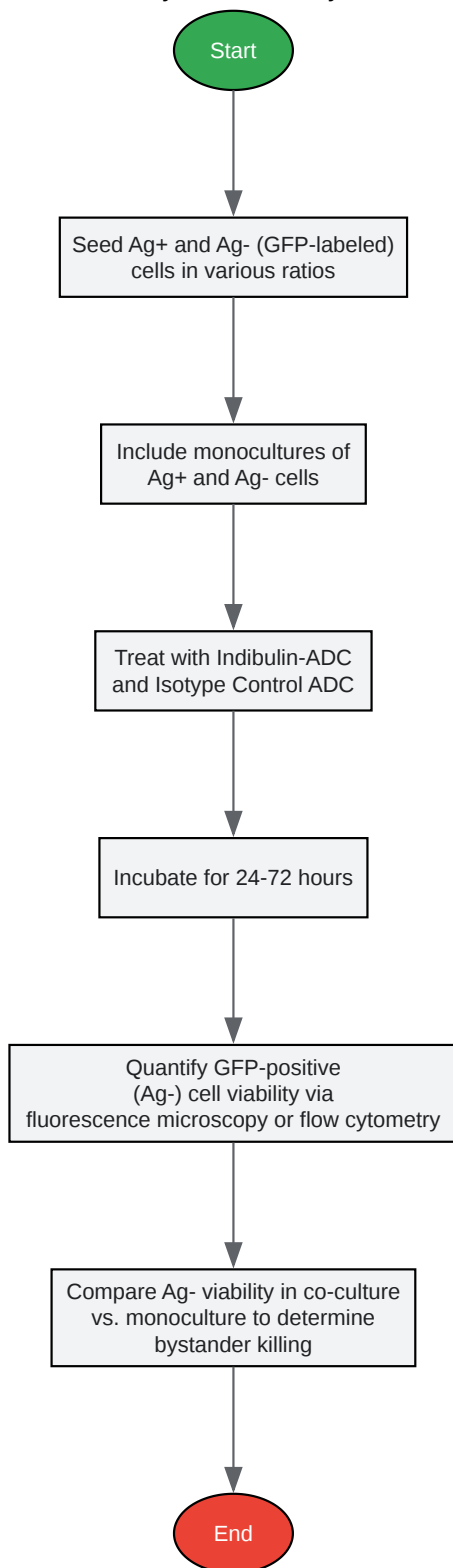 Start
Seed Ag+ and Ag- (GFP-labeled)
cells in various ratios
Include monocultures of
Ag+ and Ag- cells
Treat with Indibulin-ADC
and Isotype Control ADC
Incubate for 24-72 hours
Quantify GFP-positive
(Ag-) cell viability via
fluorescence microscopy or flow cytometry
Compare Ag- viability in co-culture
vs. monoculture to determine
bystander killing
End